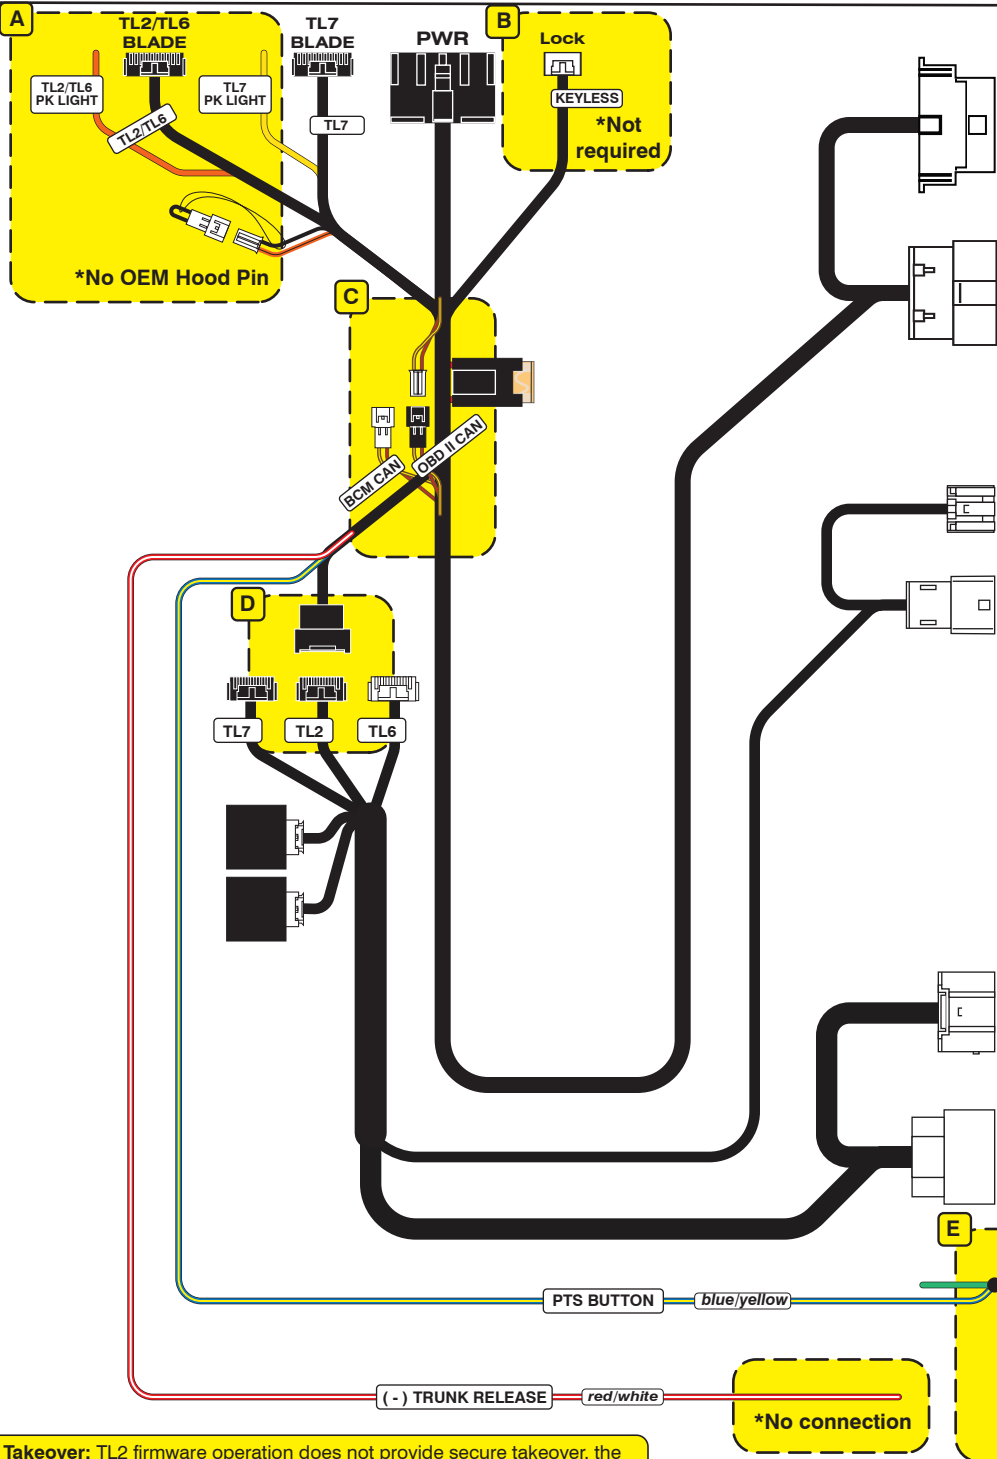 A
TL2/TL6
BLADE
TL7
BLADE
PWR
B
Lock
TL2/TL6
PK LIGHT
TL7
PK LIGHT
KEYLESS
TL2/TL6
TL7
*Not
required
*No OEM Hood Pin
C
BCM CAN
OBD II CAN
D
TL7
TL2
TL6
E
PTS BUTTON
blue/yellow
( - ) TRUNK RELEASE
red/white
*No connection
Takeover: TL2 firmware operation does not provide secure takeover, the